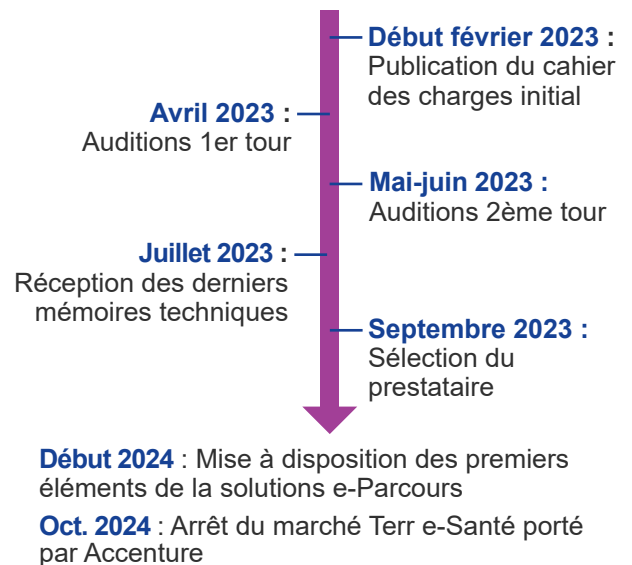 Début février 2023 :
Publication du cahier
des charges initial
Avril 2023 :
Auditions 1er tour
Mai-juin 2023 :
Auditions 2ème tour
Juillet 2023 :
Réception des derniers
mémoires techniques
Septembre 2023 :
Sélection du
prestataire
Début 2024 : Mise à disposition des premiers
éléments de la solutions e-Parcours
Oct. 2024 : Arrêt du marché Terr e-Santé porté
par Accenture